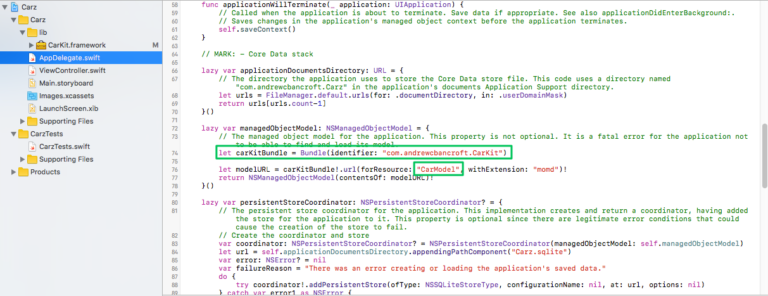 Carz
Carz
lib
CarKit.framework
M
AppDelegate.swift
ViewController.swift
Main.storyboard
Images.xcassets
LaunchScreen.xib
Supporting Files
CarzTests
CarzTests.swift
Supporting Files
Products
58 func applicationWillTerminate(_ application: UIApplication) {
59 // Called when the application is about to terminate. Save data if appropriate. See also applicationDidEnterBackground:.
60 // Saves changes in the application's managed object context before the application terminates.
61 self.saveContext()
62 }
63
64 // MARK: - Core Data stack
65
66 lazy var applicationDocumentsDirectory: URL = {
67 // The directory the application uses to store the Core Data store file. This code uses a directory named
"com.andrewcbancroft.Carz" in the application's documents Application Support directory.
68 let urls = FileManager.default.urls(for: .documentDirectory, in: .userDomainMask)
69 return urls[urls.count-1]
70 }()
71
72 lazy var managedObjectModel: NSManagedObjectModel = {
73 // The managed object model for the application. This property is not optional. It is a fatal error for the application not
to be able to find and load its model.
74 let carKitBundle = Bundle(identifier: "com.andrewcbancroft.CarKit")
75
76 let modelURL = carKitBundle!.url(forResource: "CarModel", withExtension: "momd")!
77 return NSManagedObjectModel(contentsOf: modelURL)!
78 }()
79
80 lazy var persistentStoreCoordinator: NSPersistentStoreCoordinator? = {
81 // The persistent store coordinator for the application. This implementation creates and return a coordinator, having added
the store for the application to it. This property is optional since there are legitimate error conditions that could
cause the creation of the store to fail.
82 // Create the coordinator and store
83 var coordinator: NSPersistentStoreCoordinator? = NSPersistentStoreCoordinator(managedObjectModel: self.managedObjectModel)
84 let url = self.applicationDocumentsDirectory.appendingPathComponent("Carz.sqlite")
85 var error: NSError? = nil
86 var failureReason = "There was an error creating or loading the application's saved data."
87 do {
88 try coordinator!.addPersistentStore(ofType: NSSQLiteStoreType, configurationName: nil, at: url, options: nil)
89 } catch var error1 as NSError {